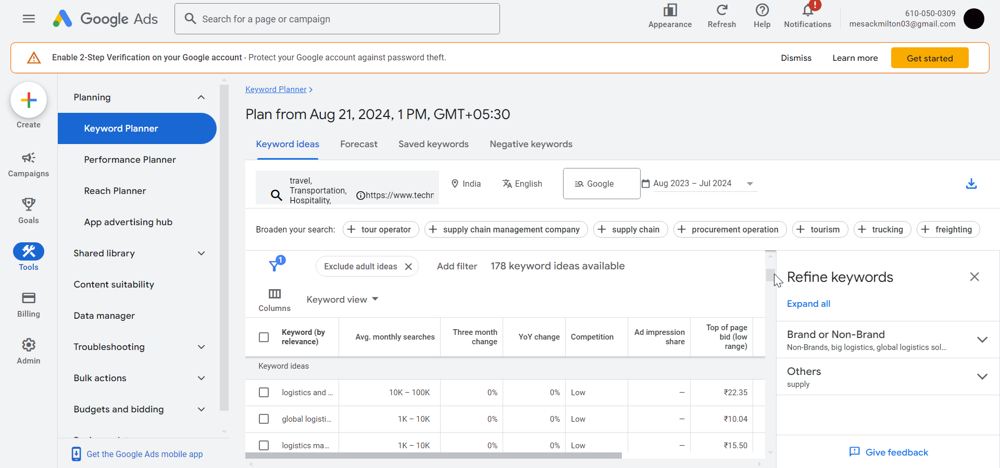 Google Ads
Search for a page or campaign
Appearance
Refresh
Help
!
Notifications
610-050-0309
mesackmilton03@gmail.com
Enable 2-Step Verification on your Google account - Protect your Google account against password theft.
Dismiss
Learn more
Get started
Create
Campaigns
Goals
Tools
Billing
Admin
Planning
Keyword Planner
Performance Planner
Reach Planner
App advertising hub
Shared library
Content suitability
Data manager
Troubleshooting
Bulk actions
Budgets and bidding
Get the Google Ads mobile app
Keyword Planner
Plan from Aug 21, 2024, 1 PM, GMT+05:30
Keyword ideas
Forecast
Saved keywords
Negative keywords
travel,
Transportation,
Hospitality,
https://www.techn
India
English
Google
Aug 2023 – Jul 2024
Broaden your search:
tour operator
supply chain management company
supply chain
procurement operation
tourism
trucking
freighting
1
Exclude adult ideas
Add filter
178 keyword ideas available
Columns
Keyword view
Keyword (by
relevance)
Avg. monthly searches
Three month
change
YoY change
Competition
Ad impression
share
Top of page
bid (low
range)
Keyword ideas
logistics and ... 10K – 100K 0% 0% Low — ₹22.35
global logisti... 1K – 10K 0% 0% Low — ₹10.04
logistics ma... 1K – 10K 0% 0% Low — ₹15.50
Refine keywords
Expand all
Brand or Non-Brand
Non-Brands, big logistics, global logistics sol...
Others
supply
Give feedback